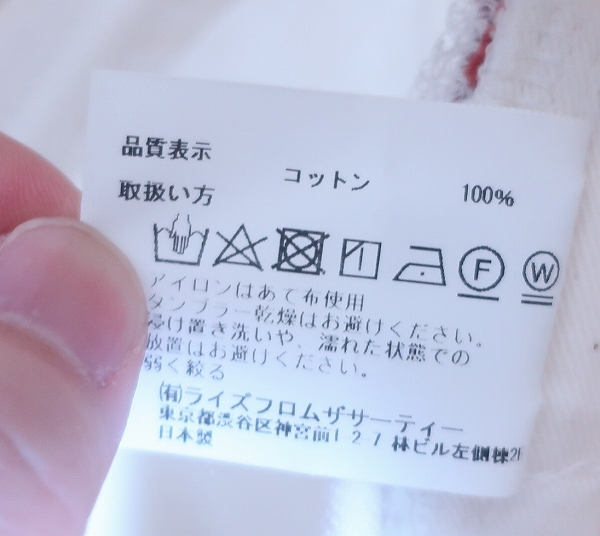 品質表示
コットン 100%
取扱い方
F W
アイロンはあて布使用
タンブラー乾燥はお避けください。
浸け置き洗いや、濡れた状態での
放置はお避けください。
弱く絞る
(有)ライズフロムザサーティー
東京都渋谷区神宮前1 2 7 林ビル左側棟2F
日本製